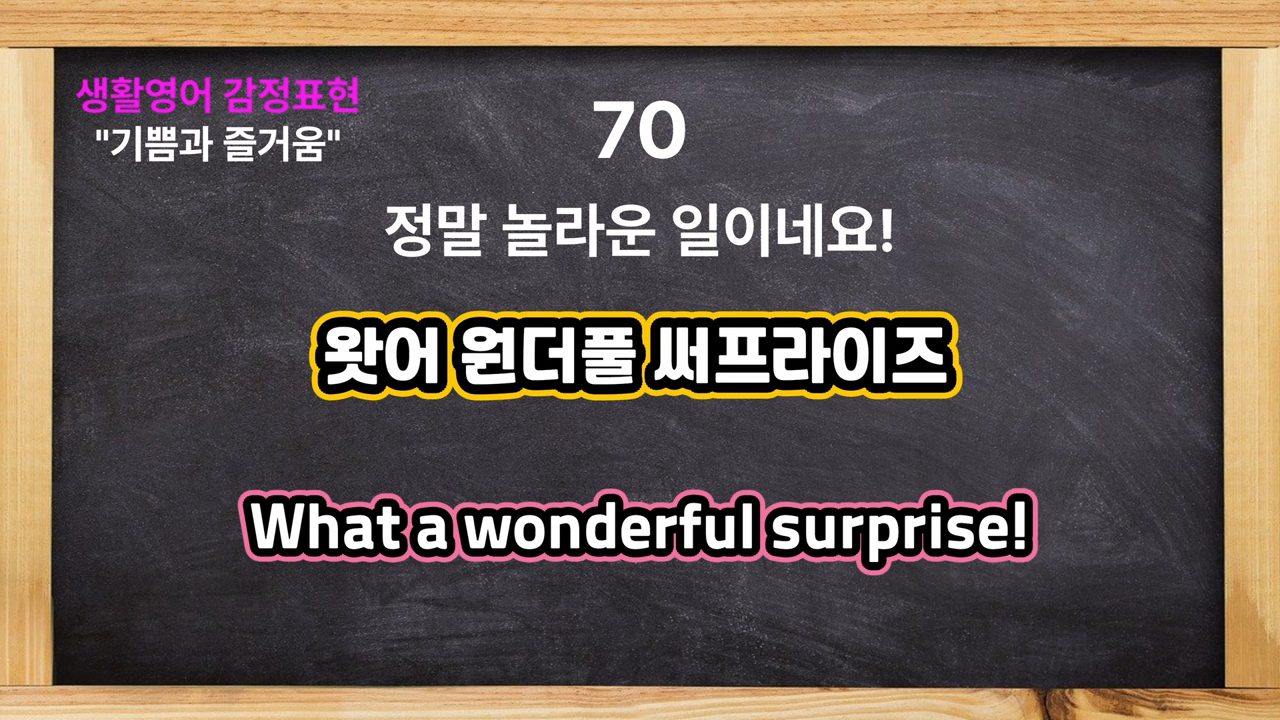 생활영어 감정표현
"기쁨과 즐거움"
70
정말 놀라운 일이네요!
왓어 원더풀 써프라이즈
What a wonderful surprise!